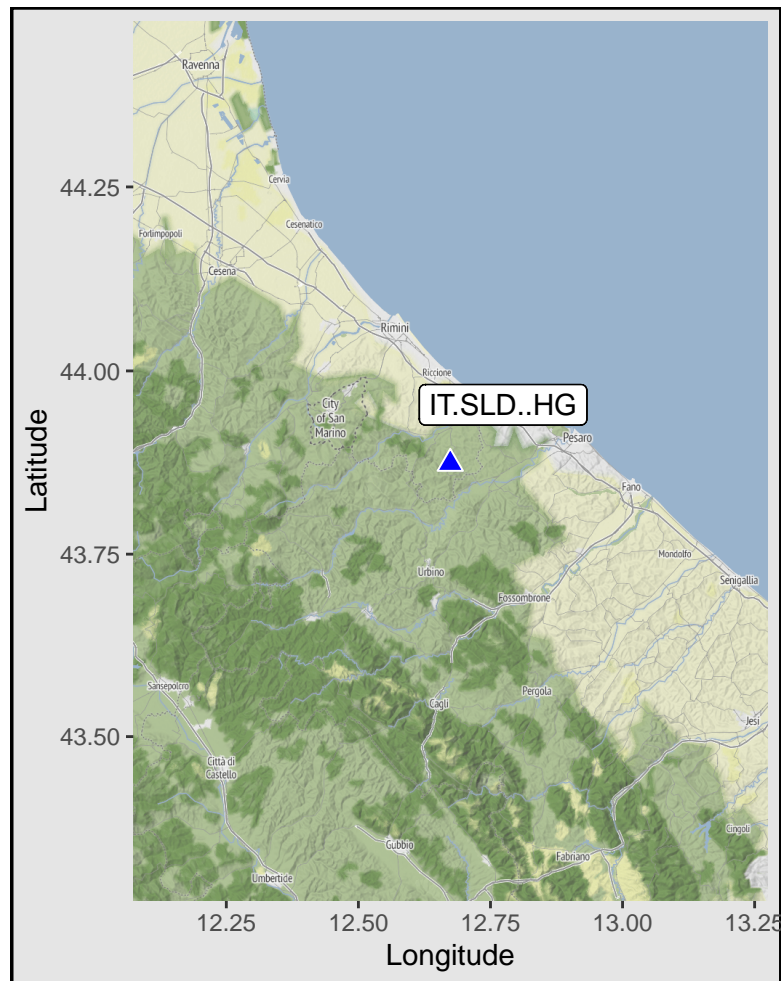 Ravenna
44.25
Cervia
Cesenatico
Forlimpopoli
Cesena
Rimini
44.00
Riccione
IT.SLD..HG
City
of San
Marino
Pesaro
Latitude
Fano
43.75
Mondolfo
Urbino
Senigallia
Fossombrone
Sansepolcro
Pergola
Cagli
43.50
Jesi
Città di
Castello
Cingoli
Gubbio
Fabriano
Umbertide
12.25 12.50 12.75 13.00 13.25
Longitude